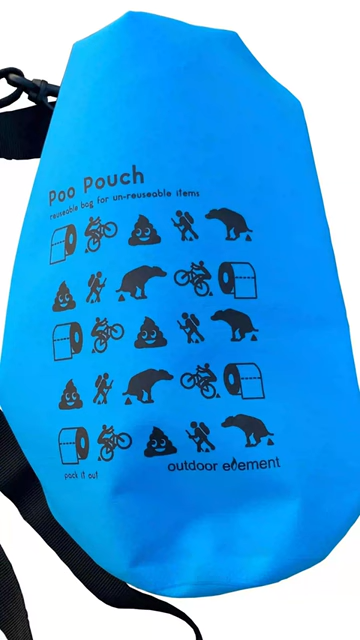 Poo Pouch
reuseable bag for un-reuseable items
pack it out
outdoor element